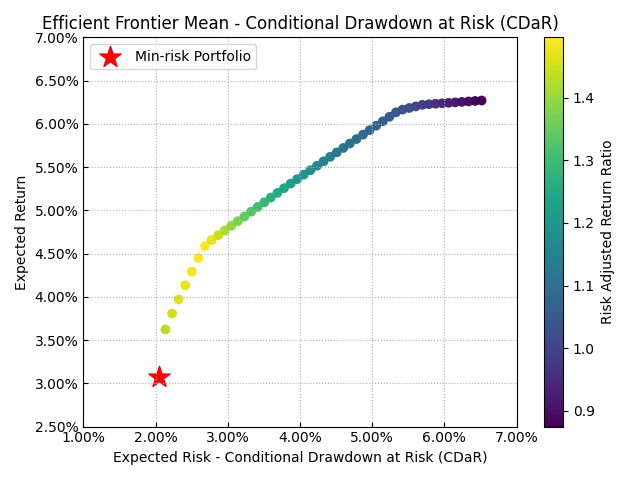 Efficient Frontier Mean - Conditional Drawdown at Risk (CDaR)
Min-risk Portfolio
Expected Return
7.00%
6.50%
6.00%
5.50%
5.00%
4.50%
4.00%
3.50%
3.00%
2.50%
1.00% 2.00% 3.00% 4.00% 5.00% 6.00% 7.00%
Expected Risk - Conditional Drawdown at Risk (CDaR)
1.4
1.3
1.2
1.1
1.0
0.9
Risk Adjusted Return Ratio